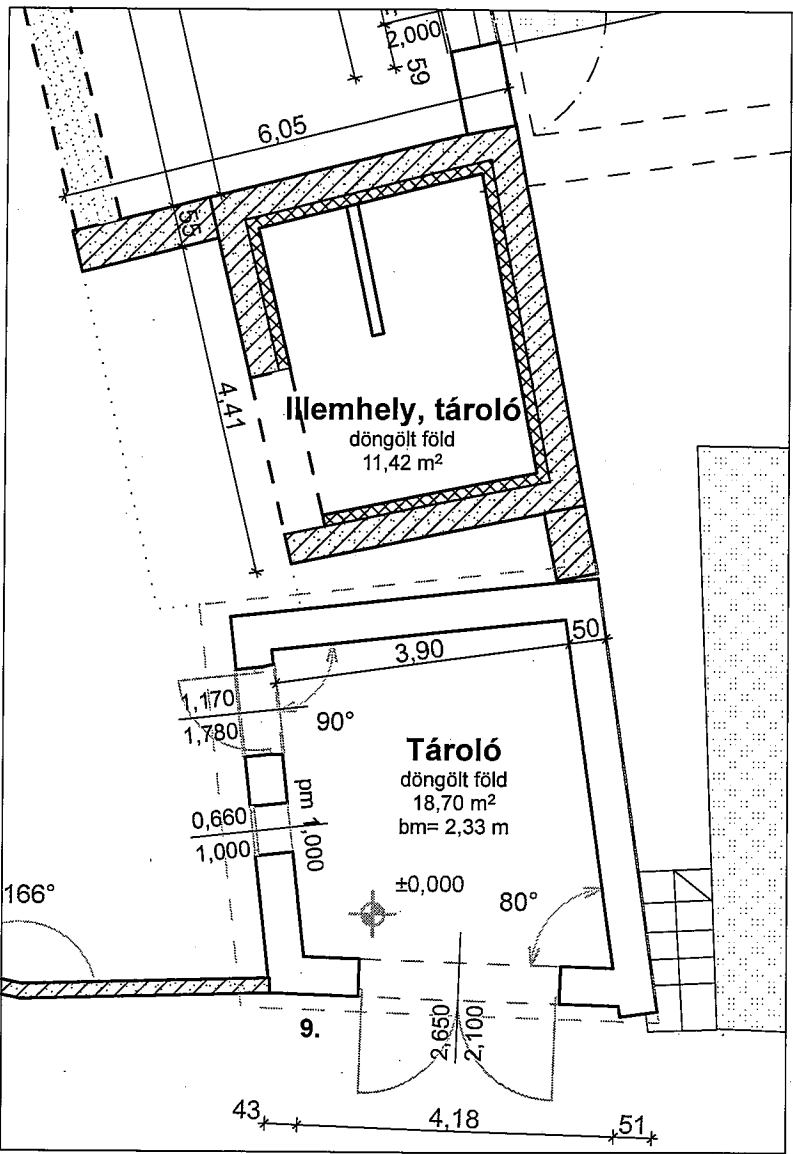 2,000
59
6,05
55
4,41
Illemhely, tároló
döngölt föld
11,42 m²
50
3,90
1,170
1,780
90°
Tároló
döngölt föld
18,70 m²
bm= 2,33 m
pm 1,000
0,660
1,000
±0,000
166°
80°
9.
2,650
2,100
43
4,18
51